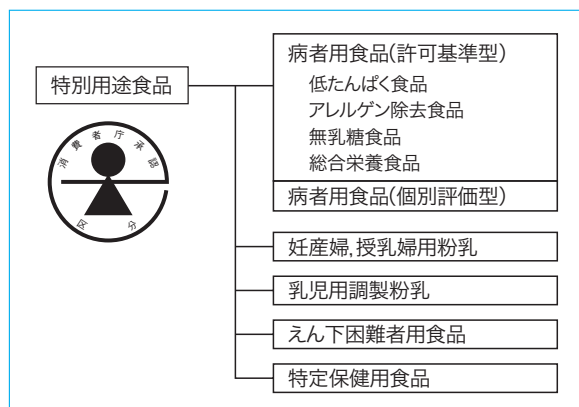 特別用途食品
消費者庁承認
区分
病者用食品(許可基準型)
低たんぱく食品
アレルゲン除去食品
無乳糖食品
総合栄養食品
病者用食品(個別評価型)
妊産婦,授乳婦用粉乳
乳児用調製粉乳
えん下困難者用食品
特定保健用食品